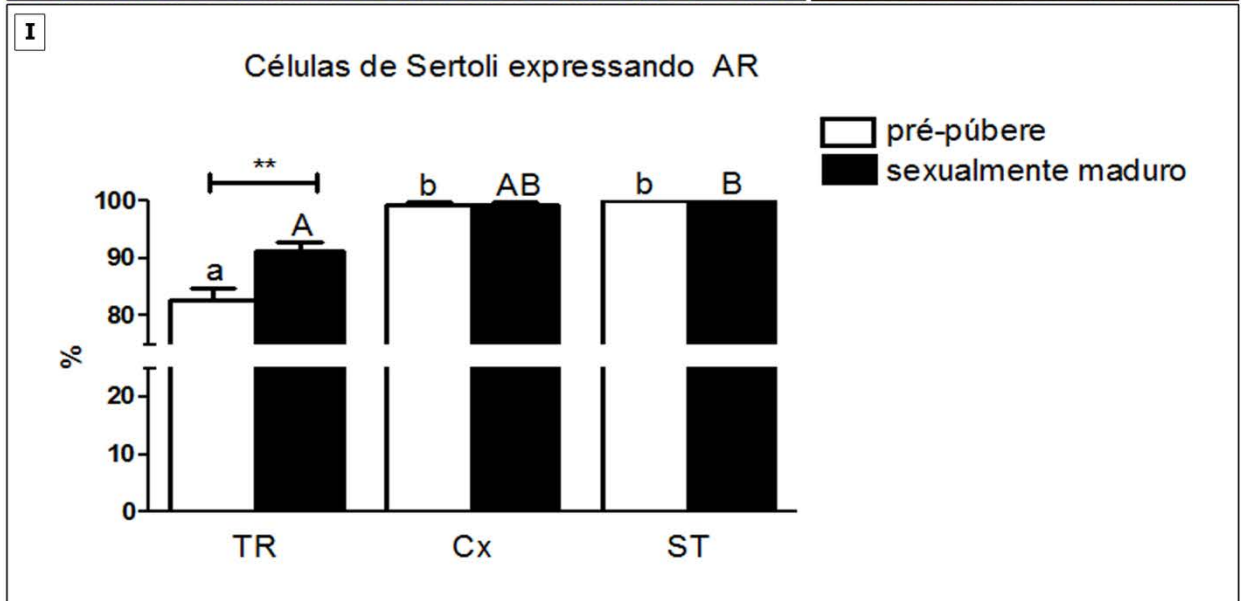 I
Células de Sertoli expressando AR
pré-púbere
sexualmente maduro
**
b AB b B
A
a
100
90
80
%
20
10
0
TR Cx ST